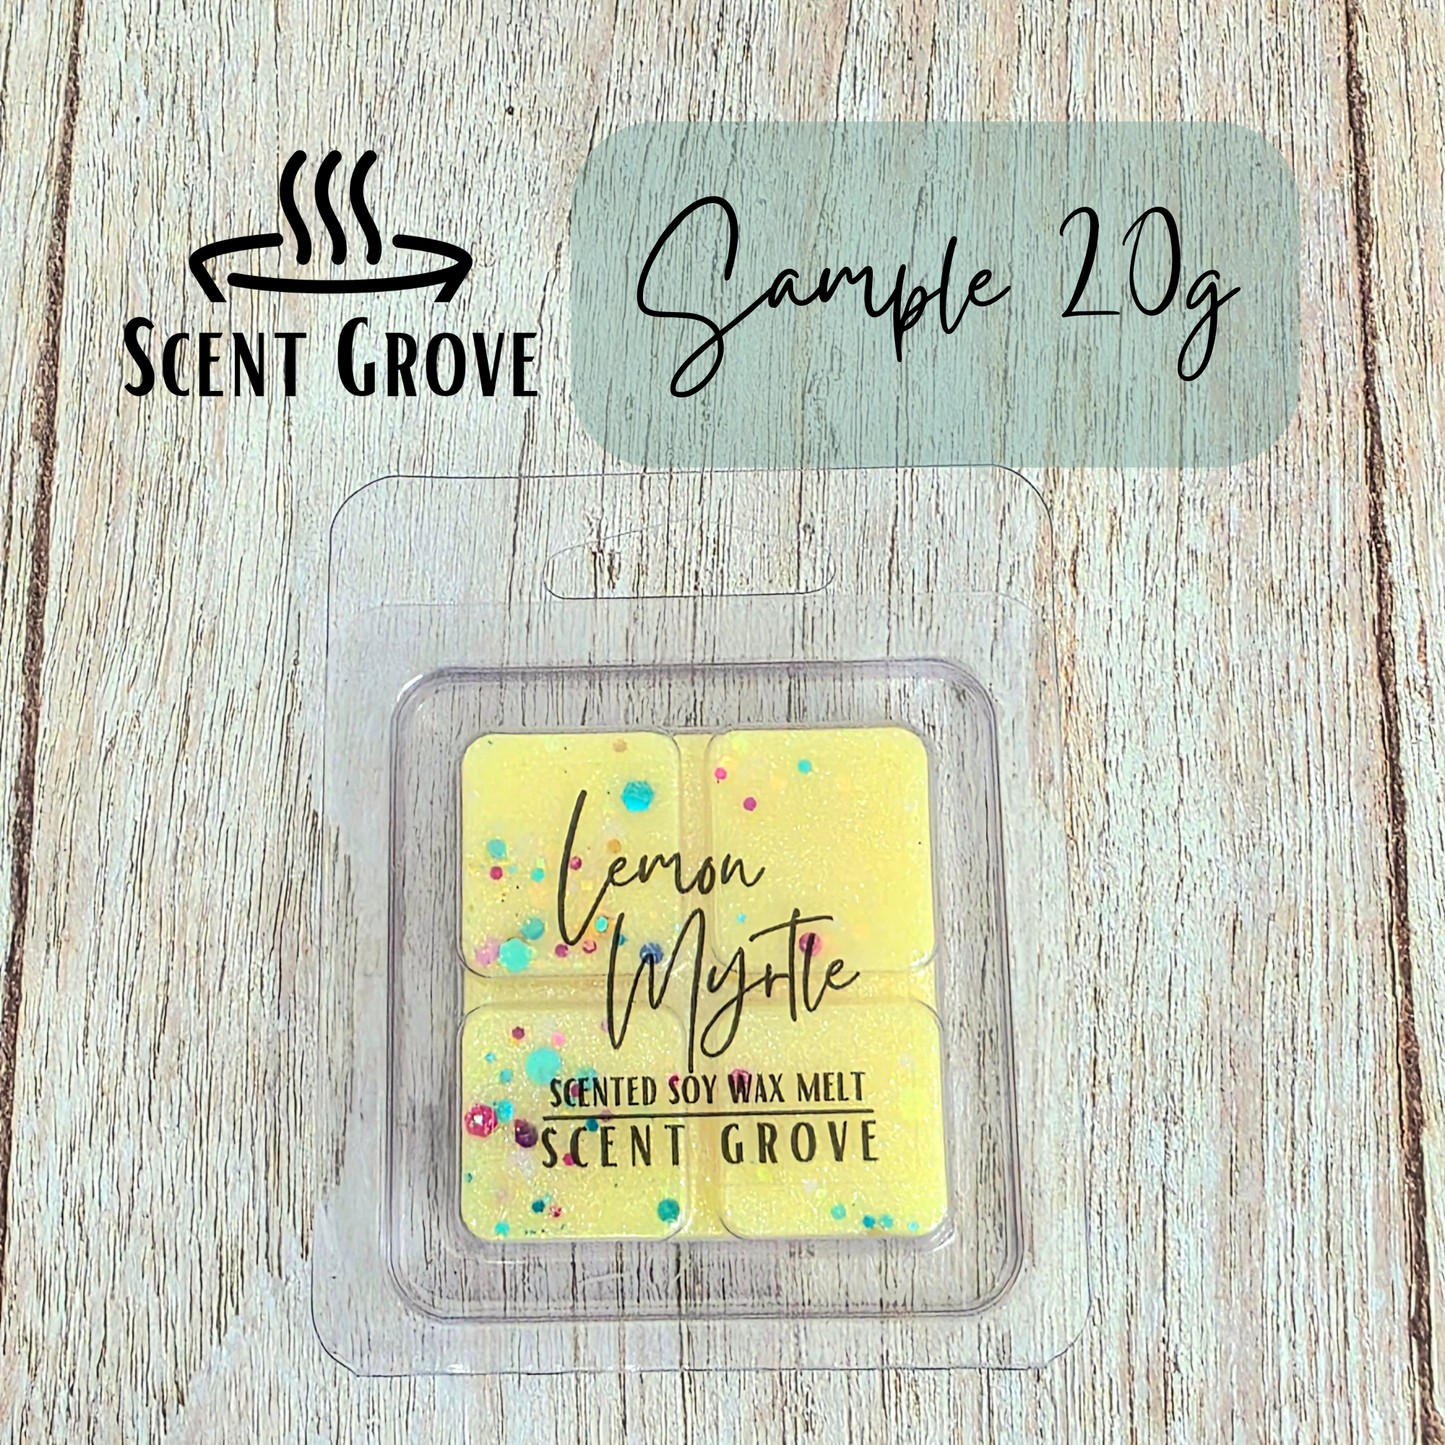 SCENT GROVE
Sample 20g
Lemon
Myrtle
SCENTED SOY WAX MELT
SCENT GROVE